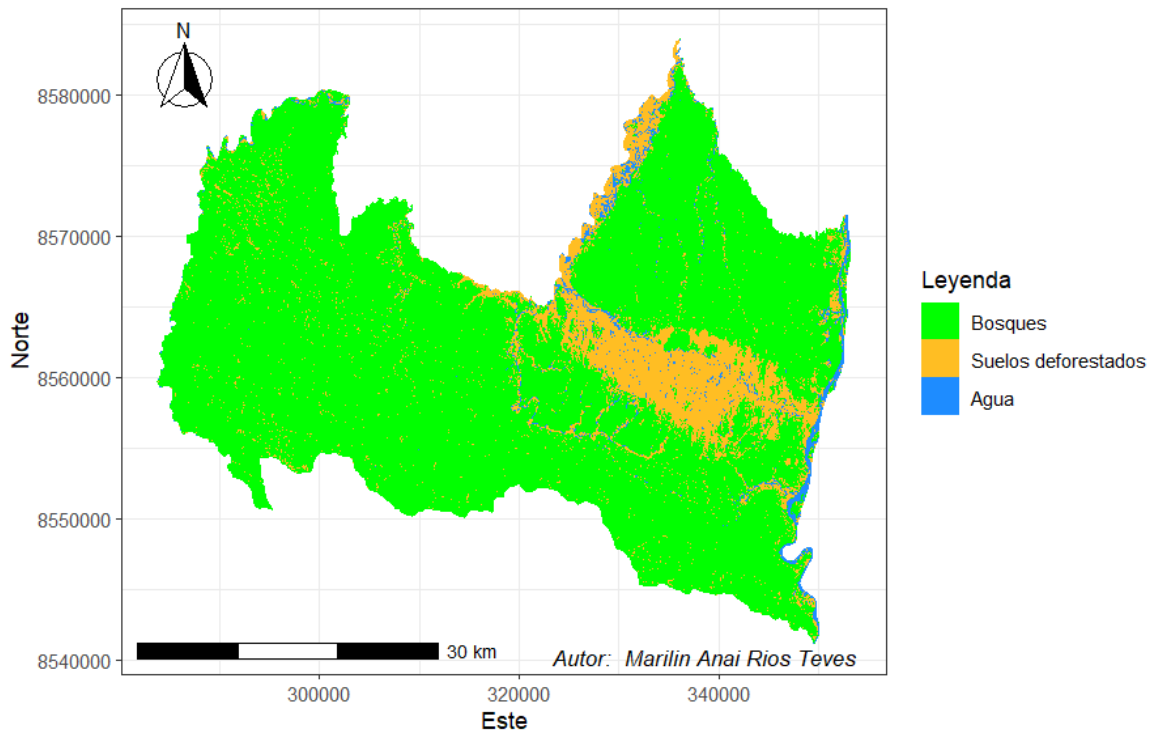 N
8580000
8570000
8560000
8550000
8540000
Norte
30 km
Autor: Marilin Anai Rios Teves
300000 320000 340000
Este
Leyenda
Bosques
Suelos deforestados
Agua